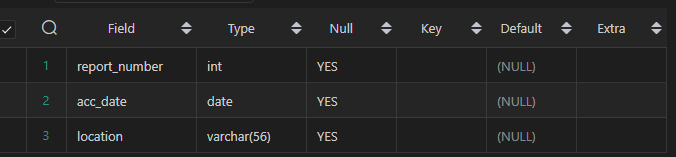 Field Type Null Key Default Extra
1 report_number int YES (NULL)
2 acc_date date YES (NULL)
3 location varchar(56) YES (NULL)